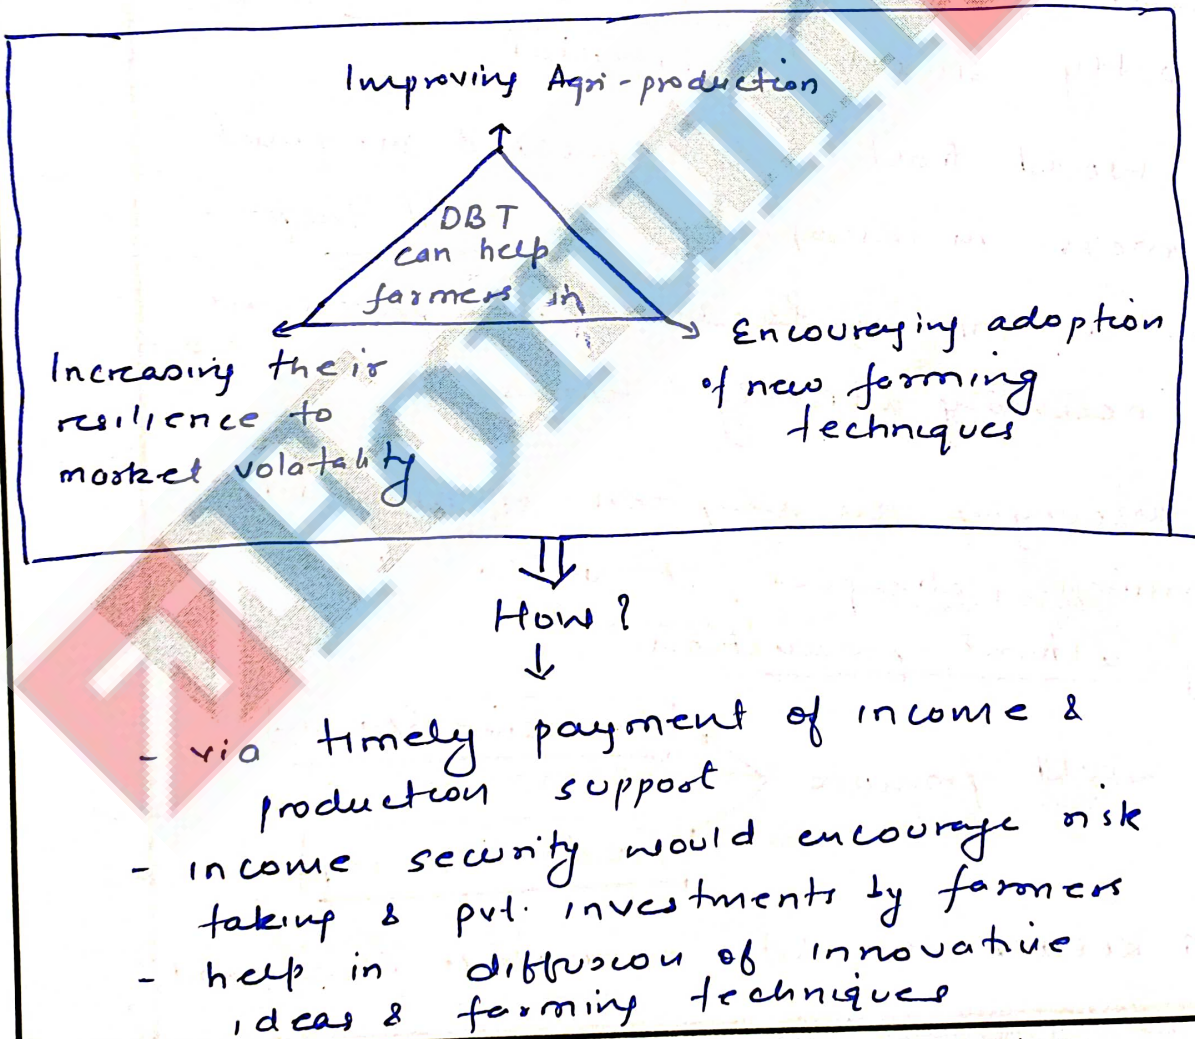 Improving Agri-production
DBT
can help
farmers in
Increasing their
resilience to
market volatality
Encouraging adoption
of new farming
techniques
How?
- via timely payment of income &
production support
- income security would encourage risk
taking & pvt. investments by farmers
- help in diffusion of innovative
ideas & farming techniques
7 Forum